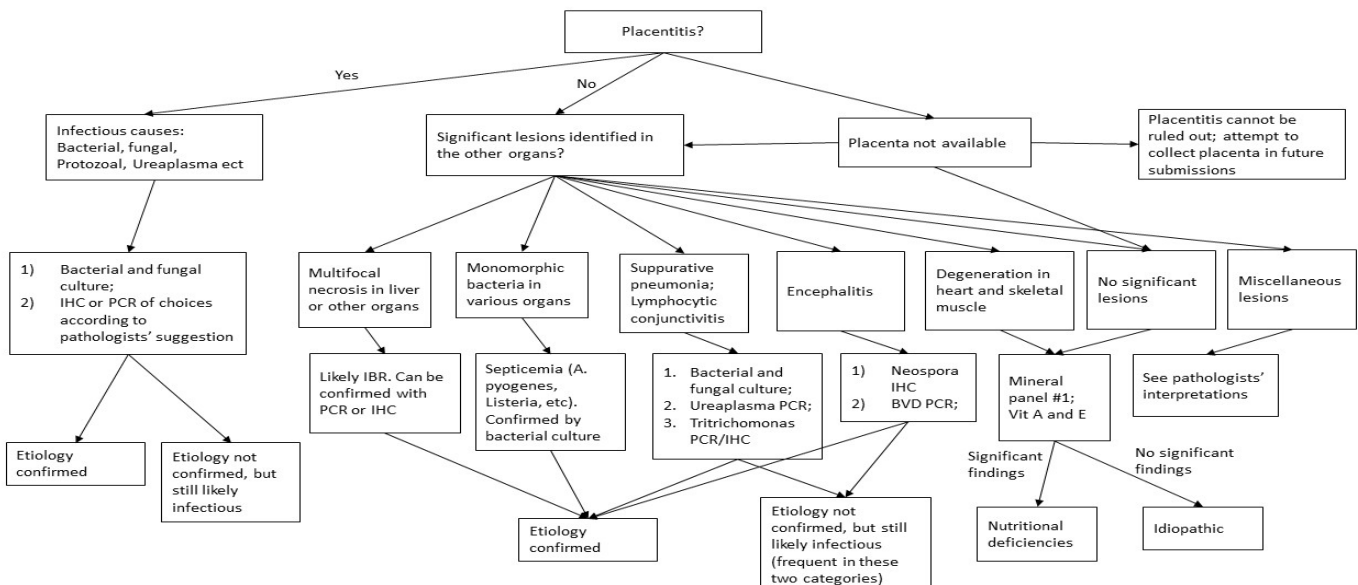 Placentitis?
Yes
No
Infectious causes:
Bacterial, fungal,
Protozoal, Ureaplasma ect
Significant lesions identified in
the other organs?
Placenta not available
Placentitis cannot be
ruled out; attempt to
collect placenta in future
submissions
1) Bacterial and fungal
culture;
2) IHC or PCR of choices
according to
pathologists’ suggestion
Multifocal
necrosis in liver
or other organs
Monomorphic
bacteria in
various organs
Suppurative
pneumonia;
Lymphocytic
conjunctivitis
Encephalitis
Degeneration in
heart and skeletal
muscle
No significant
lesions
Miscellaneous
lesions
Likely IBR. Can be
confirmed with
PCR or IHC
Septicemia (A.
pyogenes,
Listeria, etc).
Confirmed by
bacterial culture
1. Bacterial and
fungal culture;
2. Ureaplasma PCR;
3. Tritrichomonas
PCR/IHC
1) Neospora
IHC
2) BVD PCR;
Mineral
panel #1;
Vit A and E
See pathologists’
interpretations
Etiology
confirmed
Etiology not
confirmed, but
still likely
infectious
Significant
findings
No significant
findings
Etiology
confirmed
Etiology not
confirmed, but still
likely infectious
(frequent in these
two categories)
Nutritional
deficiencies
Idiopathic